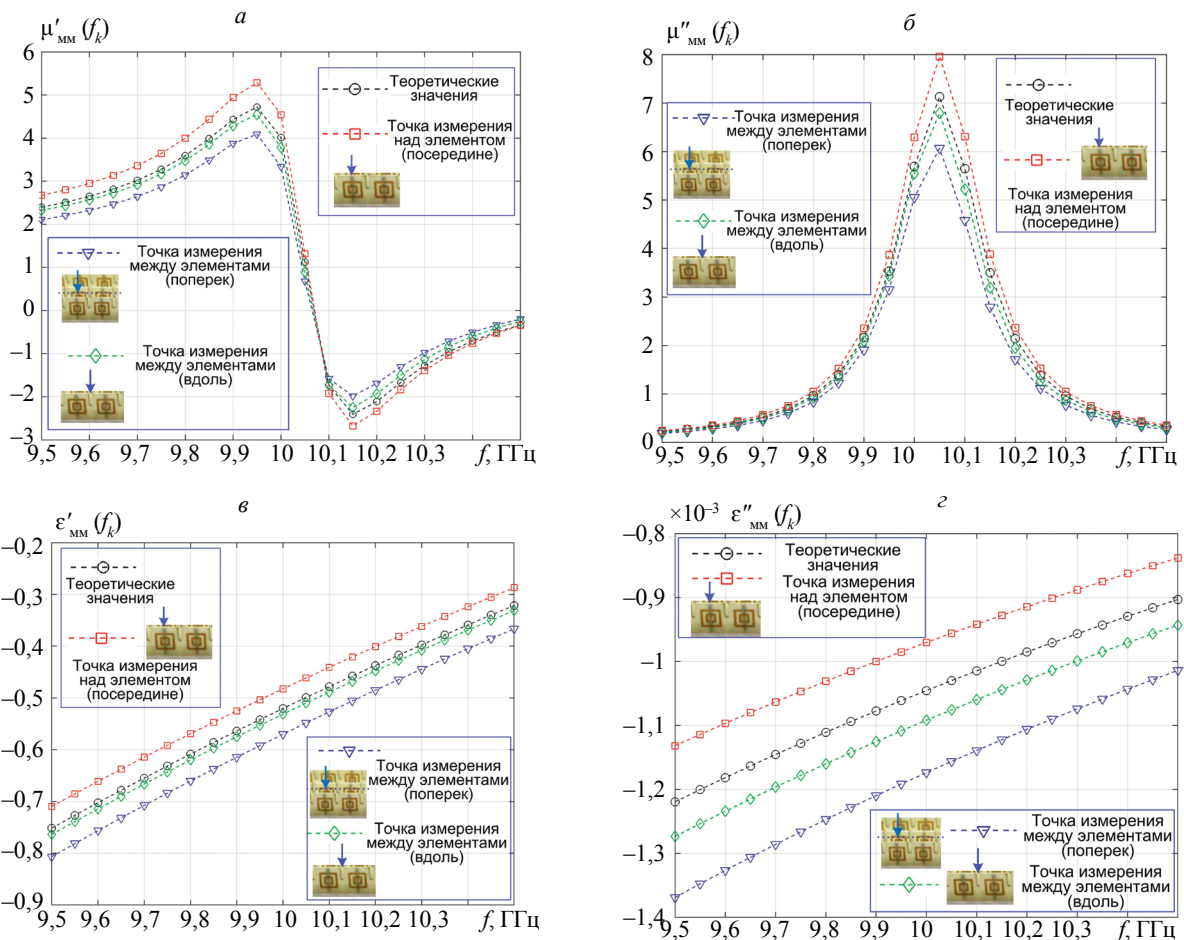 а
μ′мм (fk)
6
5
4
3
2
1
0
–1
–2
–3
9,5 9,6 9,7 9,8 9,9 10 10,1 10,2 10,3 f, ГГц
Теоретические
значения
Точка измерения
над элементом
(посередине)
Точка измерения
между элементами
(поперек)
Точка измерения
между элементами
(вдоль)
б
μ″мм (fk)
8
7
6
5
4
3
2
1
0
9,5 9,6 9,7 9,8 9,9 10 10,1 10,2 10,3 f, ГГц
Точка измерения
между элементами
(поперек)
Точка измерения
между элементами
(вдоль)
Теоретические
значения
Точка измерения
над элементом
(посередине)
в
ε′мм (fk)
–0,2
–0,3
–0,4
–0,5
–0,6
–0,7
–0,8
–0,9
9,5 9,6 9,7 9,8 9,9 10 10,1 10,2 10,3 f, ГГц
Теоретические
значения
Точка измерения
над элементом
(посередине)
Точка измерения
между элементами
(поперек)
Точка измерения
между элементами
(вдоль)
г
×10–3 ε″мм (fk)
–0,8
–0,9
–1
–1,1
–1,2
–1,3
–1,4
9,5 9,6 9,7 9,8 9,9 10 10,1 10,2 10,3 f, ГГц
Теоретические
значения
Точка измерения
над элементом
(посередине)
Точка измерения
между элементами
(поперек)
Точка измерения
между элементами
(вдоль)